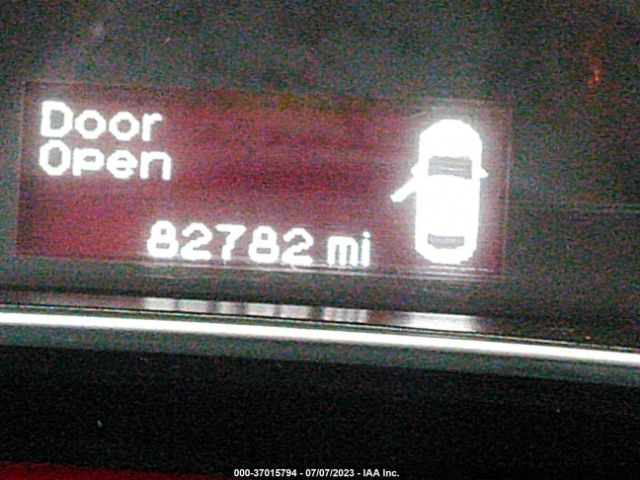 Door
Open
82782 mi
000-37015794 - 07/07/2023 - IAA Inc.